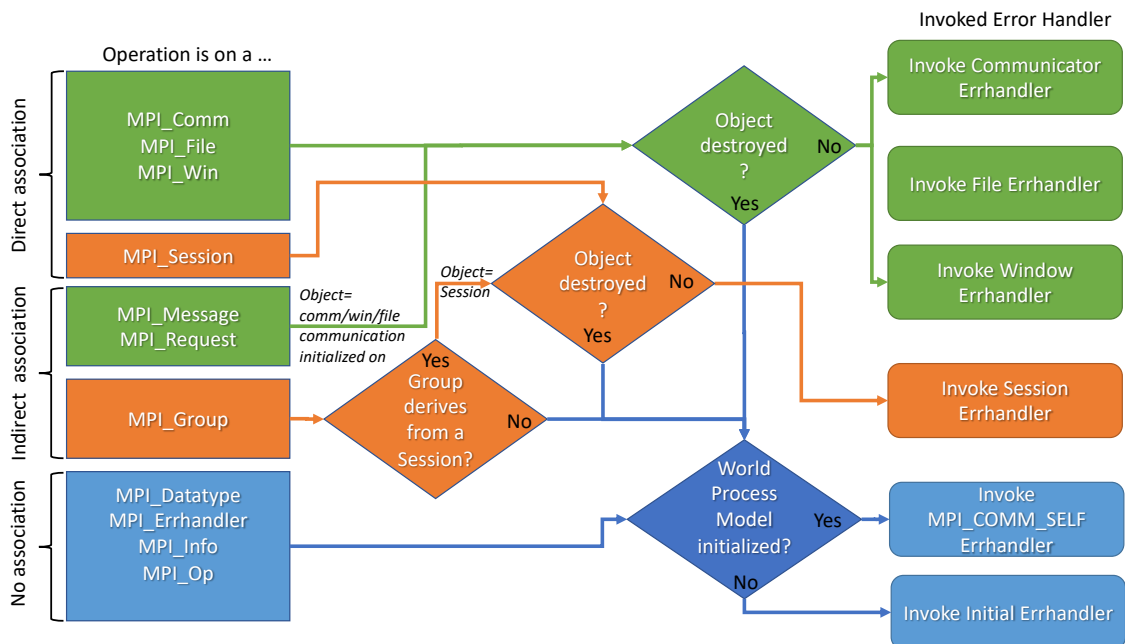 Invoked Error Handler
Operation is on a …
Direct association
MPI_Comm
MPI_File
MPI_Win
MPI_Session
Object
destroyed
?
No
Yes
Invoke Communicator
Errhandler
Invoke File Errhandler
Invoke Window
Errhandler
Indirect association
MPI_Message
MPI_Request
Object=
comm/win/file
communication
initialized on
Object=
Session
Object
destroyed
?
No
Yes
MPI_Group
Yes
Group
derives
from a
Session?
No
Invoke Session
Errhandler
No association
MPI_Datatype
MPI_Errhandler
MPI_Info
MPI_Op
World
Process
Model
initialized?
Yes
No
Invoke
MPI_COMM_SELF
Errhandler
Invoke Initial Errhandler